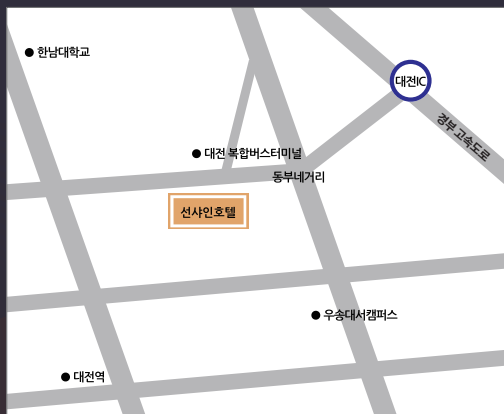 한남대학교
대전IC
경부 고속도로
대전 복합버스터미널
동부네거리
선샤인호텔
우송대서캠퍼스
대전역